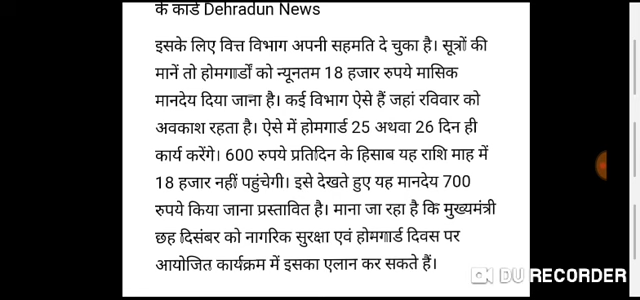 के कार्ड Dehradun News
इसके लिए वित्त विभाग अपनी सहमति दे चुका है। सूत्रों की
मानें तो होमगार्डों को न्यूनतम 18 हजार रुपये मासिक
मानदेय दिया जाना है। कई विभाग ऐसे हैं जहां रविवार को
अवकाश रहता है। ऐसे में होमगार्ड 25 अथवा 26 दिन ही
कार्य करेंगे। 600 रुपये प्रतिदिन के हिसाब यह राशि माह में
18 हजार नहीं पहुंचेगी। इसे देखते हुए यह मानदेय 700
रुपये किया जाना प्रस्तावित है। माना जा रहा है कि मुख्यमंत्री
छह दिसंबर को नागरिक सुरक्षा एवं होमगार्ड दिवस पर
आयोजित कार्यक्रम में इसका एलान कर सकते हैं।
DU RECORDER